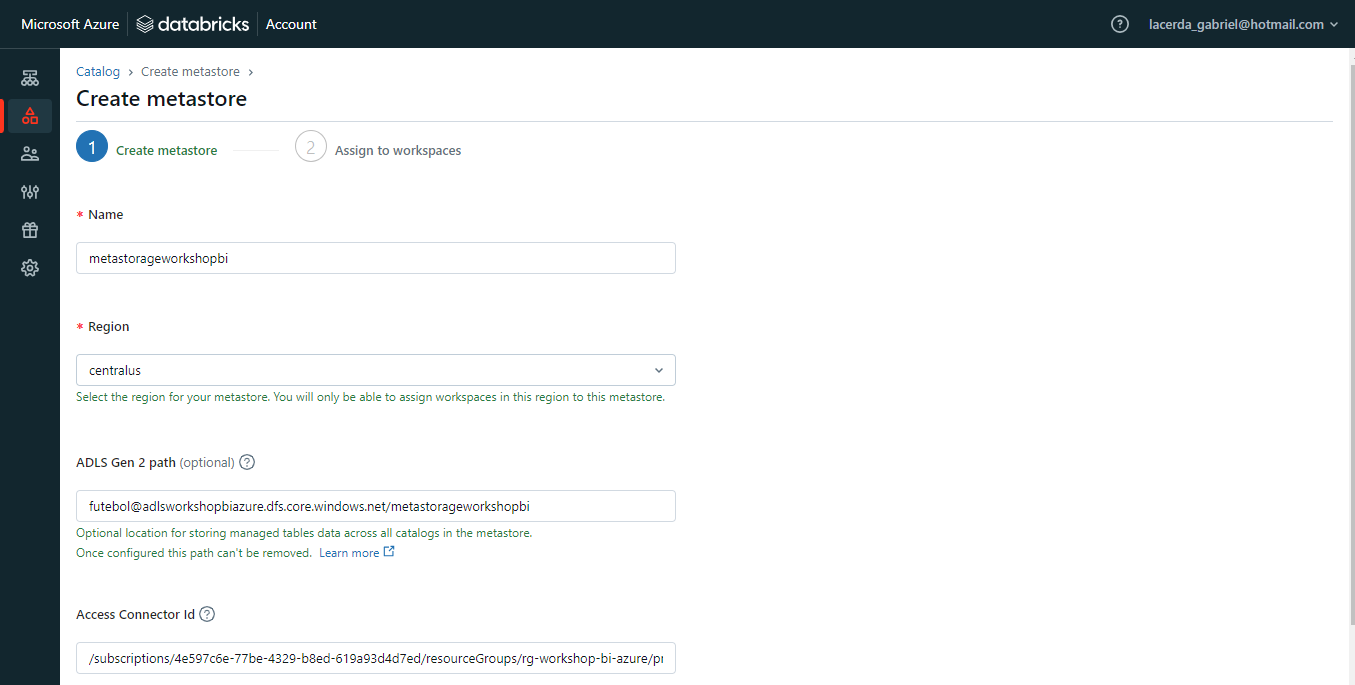 Microsoft Azure databricks Account ? lacerda_gabriel@hotmail.com
Catalog › Create metastore ›
Create metastore
1 Create metastore 2 Assign to workspaces
* Name
metastorageworkshopbi
* Region
centralus
Select the region for your metastore. You will only be able to assign workspaces in this region to this metastore.
ADLS Gen 2 path (optional) ?
futebol@adlsworkshopbiazure.dfs.core.windows.net/metastorageworkshopbi
Optional location for storing managed tables data across all catalogs in the metastore.
Once configured this path can't be removed. Learn more
Access Connector Id ?
/subscriptions/4e597c6e-77be-4329-b8ed-619a93d4d7ed/resourceGroups/rg-workshop-bi-azure/pr